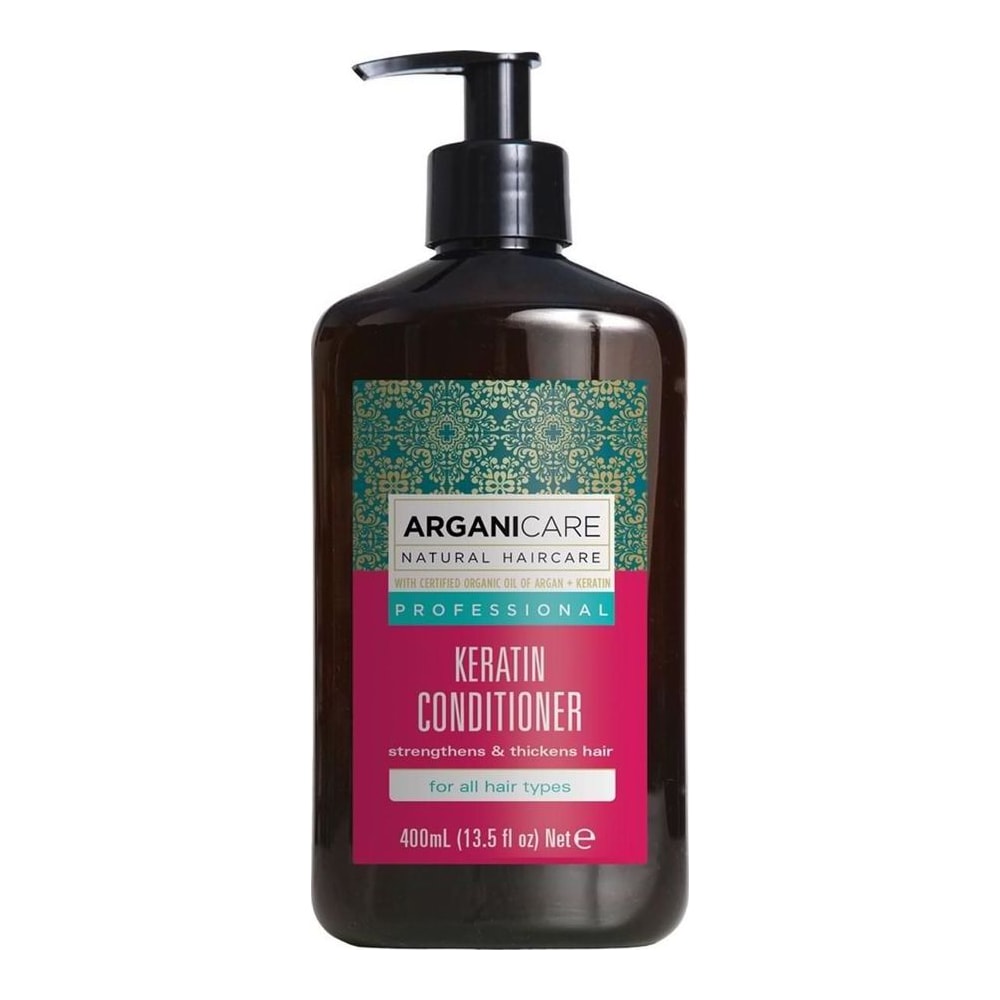 ARGANICARE
NATURAL HAIRCARE
WITH CERTIFIED ORGANIC OIL OF ARGAN + KERATIN
PROFESSIONAL
KERATIN
CONDITIONER
strengthens & thickens hair
for all hair types
400mL (13.5 fl oz) Net ℮